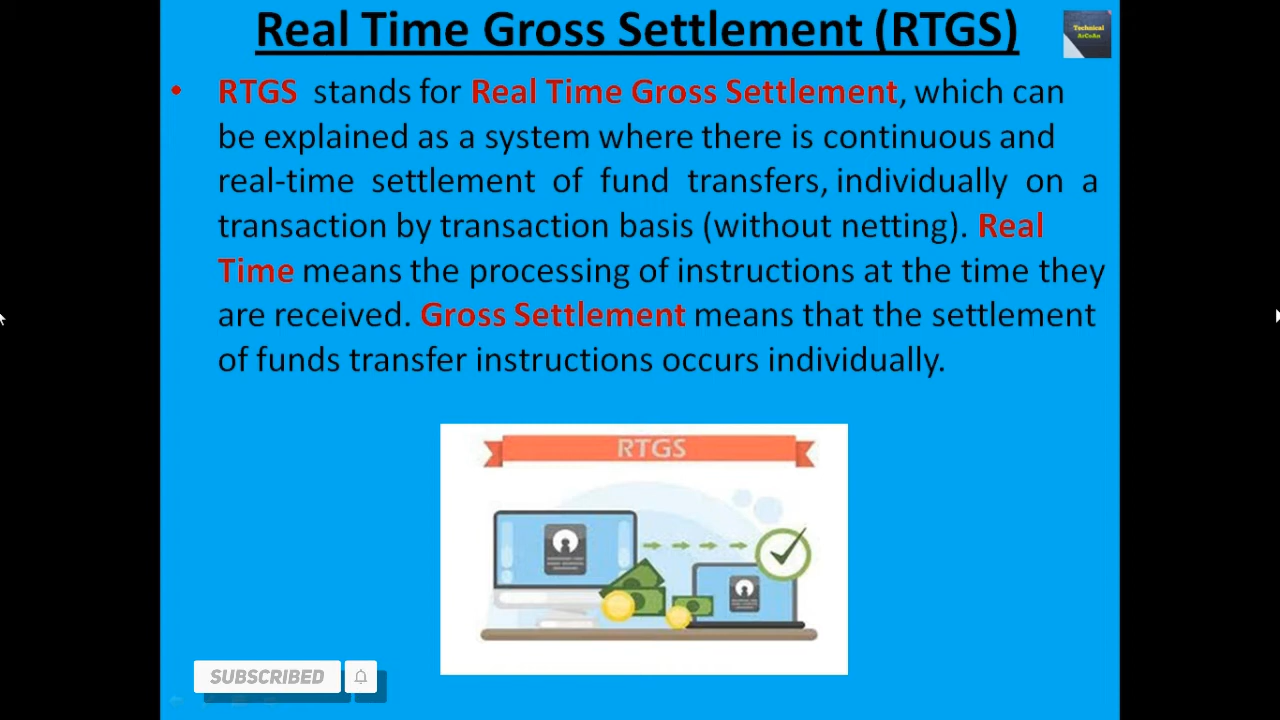 Real Time Gross Settlement (RTGS)
Technical
ArCnAn
• RTGS stands for Real Time Gross Settlement, which can
be explained as a system where there is continuous and
real-time settlement of fund transfers, individually on a
transaction by transaction basis (without netting). Real
Time means the processing of instructions at the time they
are received. Gross Settlement means that the settlement
of funds transfer instructions occurs individually.
RTGS
SUBSCRIBED